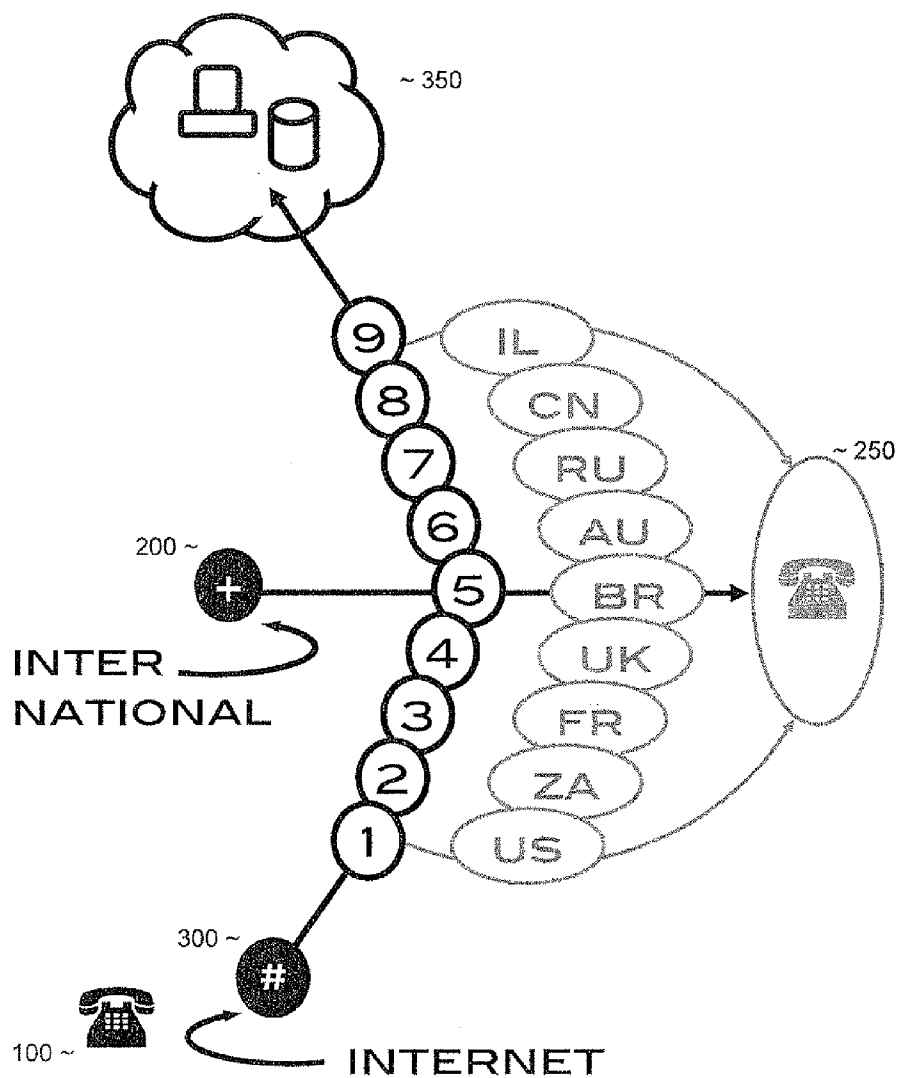 ~ 350
9
IL
8
CN
7
RU
~ 250
6
AU
200 ~
+
5
BR
INTER
NATIONAL
4
UK
3
FR
2
ZA
1
US
300 ~
#
100 ~
INTERNET